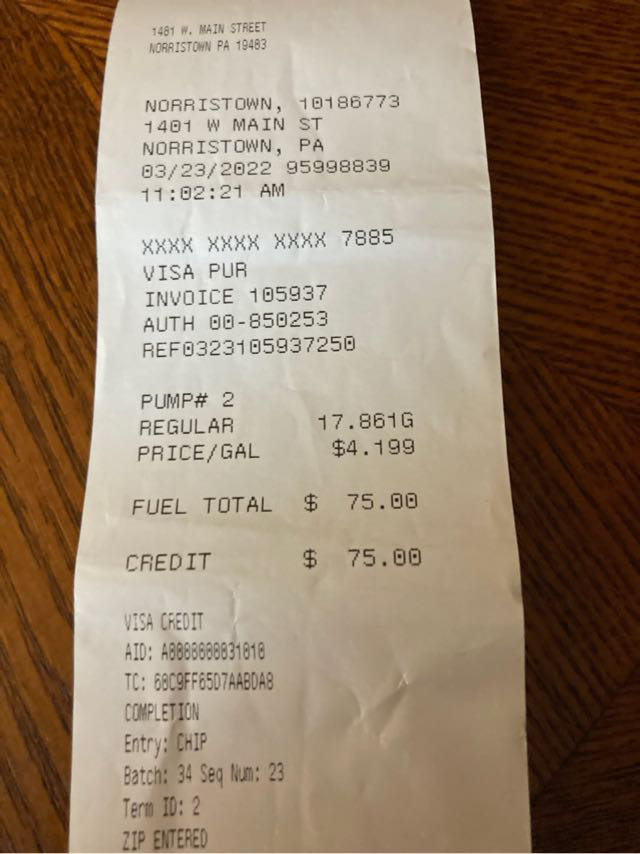 1401 W. MAIN STREET
NORRISTOWN PA 19403
NORRISTOWN, 10186773
1401 W MAIN ST
NORRISTOWN, PA
03/23/2022 95998839
11:02:21 AM
XXXX XXXX XXXX 7885
VISA PUR
INVOICE 105937
AUTH 00-850253
REF0323105937250
PUMP# 2
REGULAR 17.861G
PRICE/GAL $4.199
FUEL TOTAL $ 75.00
CREDIT $ 75.00
VISA CREDIT
AID: A0000000031010
TC: 60C9FF65D7AABDA8
COMPLETION
Entry: CHIP
Batch: 34 Seq Num: 23
Term ID: 2
ZIP ENTERED